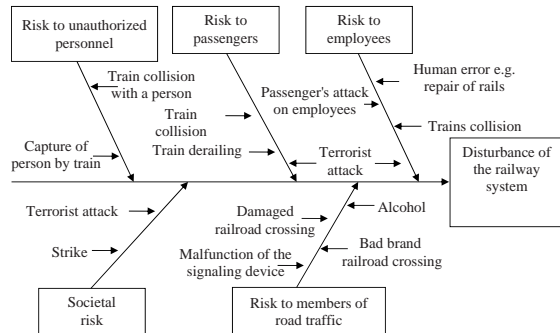 Risk to unauthorized
personnel
Risk to
passengers
Risk to
employees
Train collision
with a person
Human error e.g.
repair of rails
Passenger's attack
on employees
Train
collision
Trains collision
Capture of
person by train
Train derailing
Terrorist
attack
Disturbance of
the railway
system
Terrorist attack
Damaged
railroad crossing
Alcohol
Strike
Malfunction of the
signaling device
Bad brand
railroad crossing
Societal
risk
Risk to members of
road traffic